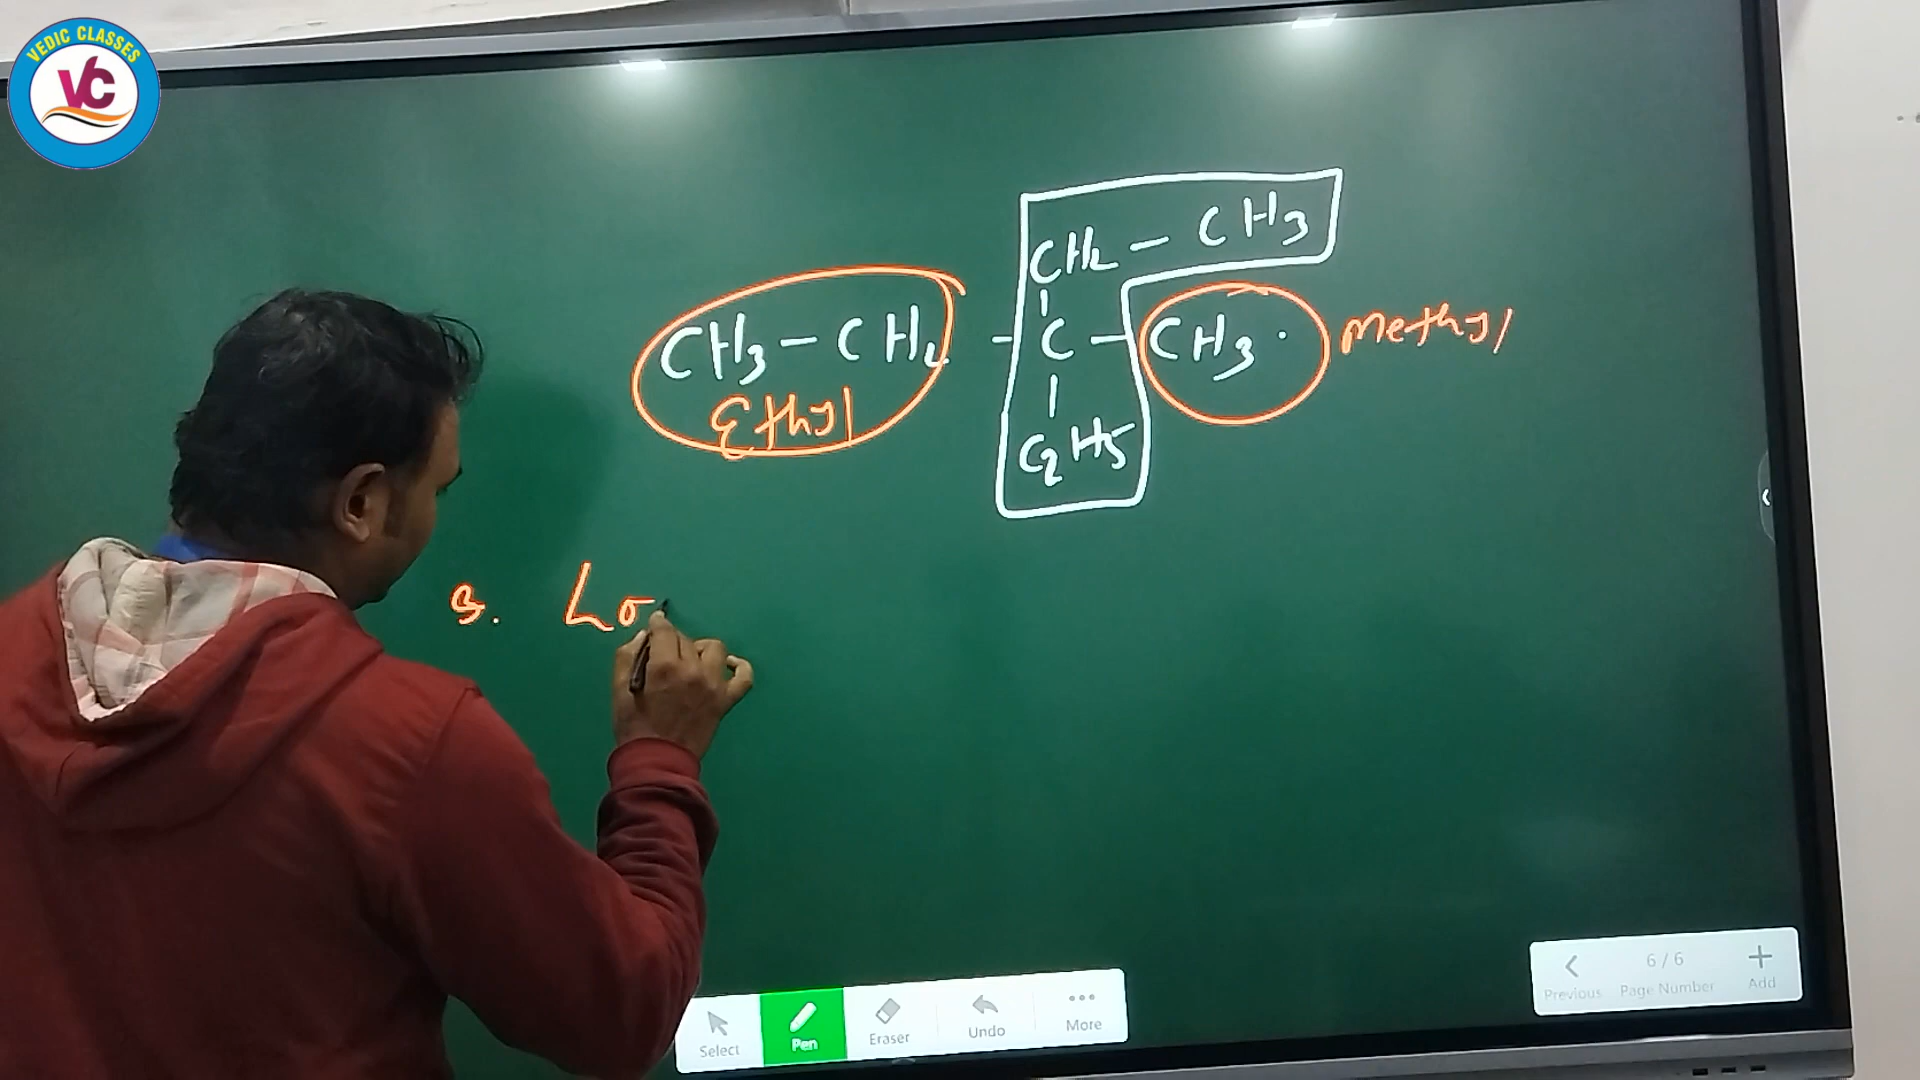 VEDIC CLASSES
VC
CH2 - CH3
CH3 - CH2 - C - CH3 . Methyl
Ethyl
C2H5
Q. Lo
Select
Pen
Eraser
Undo
More
6 / 6
Previous Page Number Add